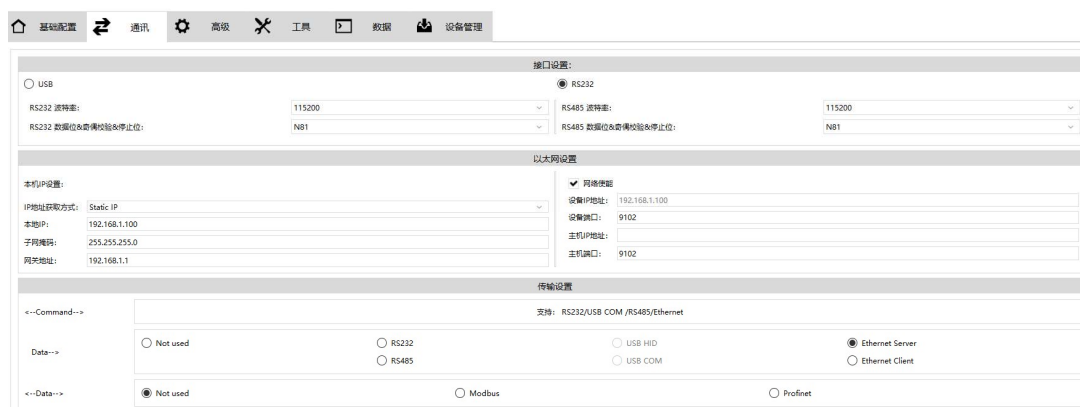 基础配置 通讯 高级 工具 数据 设备管理
接口设置:
USB RS232
RS232 波特率: 115200 RS485 波特率: 115200
RS232 数据位&奇偶校验&停止位: N81 RS485 数据位&奇偶校验&停止位: N81
以太网设置
本机IP设置: 网络使能
IP地址获取方式: Static IP 设备IP地址: 192.168.1.100
本地IP: 192.168.1.100 设备端口: 9102
子网掩码: 255.255.255.0 主机IP地址:
网关地址: 192.168.1.1 主机端口: 9102
传输设置
<--Command--> 支持: RS232/USB COM /RS485/Ethernet
Data--> Not used RS232 USB HID Ethernet Server
RS485 USB COM Ethernet Client
<--Data--> Not used Modbus Profinet